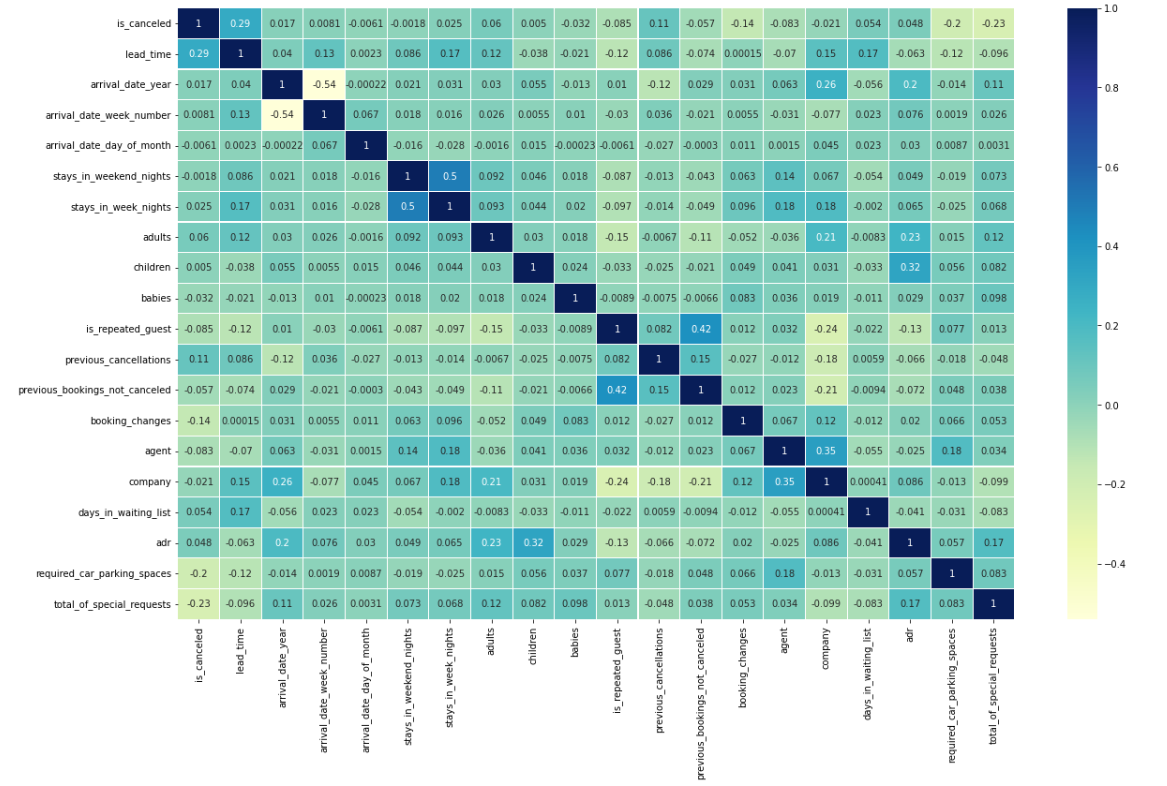 is_canceled 1 0.29 0.017 0.0081 -0.0061 -0.0018 0.025 0.06 0.005 -0.032 -0.085 0.11 -0.057 -0.14 -0.083 -0.021 0.054 0.048 -0.2 -0.23
lead_time 0.29 1 0.04 0.13 0.0023 0.086 0.17 0.12 -0.038 -0.021 -0.12 0.086 -0.074 0.00015 -0.07 0.15 0.17 -0.063 -0.12 -0.096
arrival_date_year 0.017 0.04 1 -0.54 -0.00022 0.021 0.031 0.03 0.055 -0.013 0.01 -0.12 0.029 0.031 0.063 0.26 -0.056 0.2 -0.014 0.11
arrival_date_week_number 0.0081 0.13 -0.54 1 0.067 0.018 0.016 0.026 0.0055 0.01 -0.03 0.036 -0.021 0.0055 -0.031 -0.077 0.023 0.076 0.0019 0.026
arrival_date_day_of_month -0.0061 0.0023 -0.00022 0.067 1 -0.016 -0.028 -0.0016 0.015 -0.00023 -0.0061 -0.027 -0.0003 0.011 0.0015 0.045 0.023 0.03 0.0087 0.0031
stays_in_weekend_nights -0.0018 0.086 0.021 0.018 -0.016 1 0.5 0.092 0.046 0.018 -0.087 -0.013 -0.043 0.063 0.14 0.067 -0.054 0.049 -0.019 0.073
stays_in_week_nights 0.025 0.17 0.031 0.016 -0.028 0.5 1 0.093 0.044 0.02 -0.097 -0.014 -0.049 0.096 0.18 0.18 -0.002 0.065 -0.025 0.068
adults 0.06 0.12 0.03 0.026 -0.0016 0.092 0.093 1 0.03 0.018 -0.15 -0.0067 -0.11 -0.052 -0.036 0.21 -0.0083 0.23 0.015 0.12
children 0.005 -0.038 0.055 0.0055 0.015 0.046 0.044 0.03 1 0.024 -0.033 -0.025 -0.021 0.049 0.041 0.031 -0.033 0.32 0.056 0.082
babies -0.032 -0.021 -0.013 0.01 -0.00023 0.018 0.02 0.018 0.024 1 -0.0089 -0.0075 -0.0066 0.083 0.036 0.019 -0.011 0.029 0.037 0.098
is_repeated_guest -0.085 -0.12 0.01 -0.03 -0.0061 -0.087 -0.097 -0.15 -0.033 -0.0089 1 0.082 0.42 0.012 0.032 -0.24 -0.022 -0.13 0.077 0.013
previous_cancellations 0.11 0.086 -0.12 0.036 -0.027 -0.013 -0.014 -0.0067 -0.025 -0.0075 0.082 1 0.15 -0.027 -0.012 -0.18 0.0059 -0.066 -0.018 -0.048
previous_bookings_not_canceled -0.057 -0.074 0.029 -0.021 -0.0003 -0.043 -0.049 -0.11 -0.021 -0.0066 0.42 0.15 1 0.012 0.023 -0.21 -0.0094 -0.072 0.048 0.038
booking_changes -0.14 0.00015 0.031 0.0055 0.011 0.063 0.096 -0.052 0.049 0.083 0.012 -0.027 0.012 1 0.067 0.12 -0.012 0.02 0.066 0.053
agent -0.083 -0.07 0.063 -0.031 0.0015 0.14 0.18 -0.036 0.041 0.036 0.032 -0.012 0.023 0.067 1 0.35 -0.055 -0.025 0.18 0.034
company -0.021 0.15 0.26 -0.077 0.045 0.067 0.18 0.21 0.031 0.019 -0.24 -0.18 -0.21 0.12 0.35 1 0.00041 0.086 -0.013 -0.099
days_in_waiting_list 0.054 0.17 -0.056 0.023 0.023 -0.054 -0.002 -0.0083 -0.033 -0.011 -0.022 0.0059 -0.0094 -0.012 -0.055 0.00041 1 -0.041 -0.031 -0.083
adr 0.048 -0.063 0.2 0.076 0.03 0.049 0.065 0.23 0.32 0.029 -0.13 -0.066 -0.072 0.02 -0.025 0.086 -0.041 1 0.057 0.17
required_car_parking_spaces -0.2 -0.12 -0.014 0.0019 0.0087 -0.019 -0.025 0.015 0.056 0.037 0.077 -0.018 0.048 0.066 0.18 -0.013 -0.031 0.057 1 0.083
total_of_special_requests -0.23 -0.096 0.11 0.026 0.0031 0.073 0.068 0.12 0.082 0.098 0.013 -0.048 0.038 0.053 0.034 -0.099 -0.083 0.17 0.083 1
is_canceled
lead_time
arrival_date_year
arrival_date_week_number
arrival_date_day_of_month
stays_in_weekend_nights
stays_in_week_nights
adults
children
babies
is_repeated_guest
previous_cancellations
previous_bookings_not_canceled
booking_changes
agent
company
days_in_waiting_list
adr
required_car_parking_spaces
total_of_special_requests
1.0
0.8
0.6
0.4
0.2
0.0
−0.2
−0.4